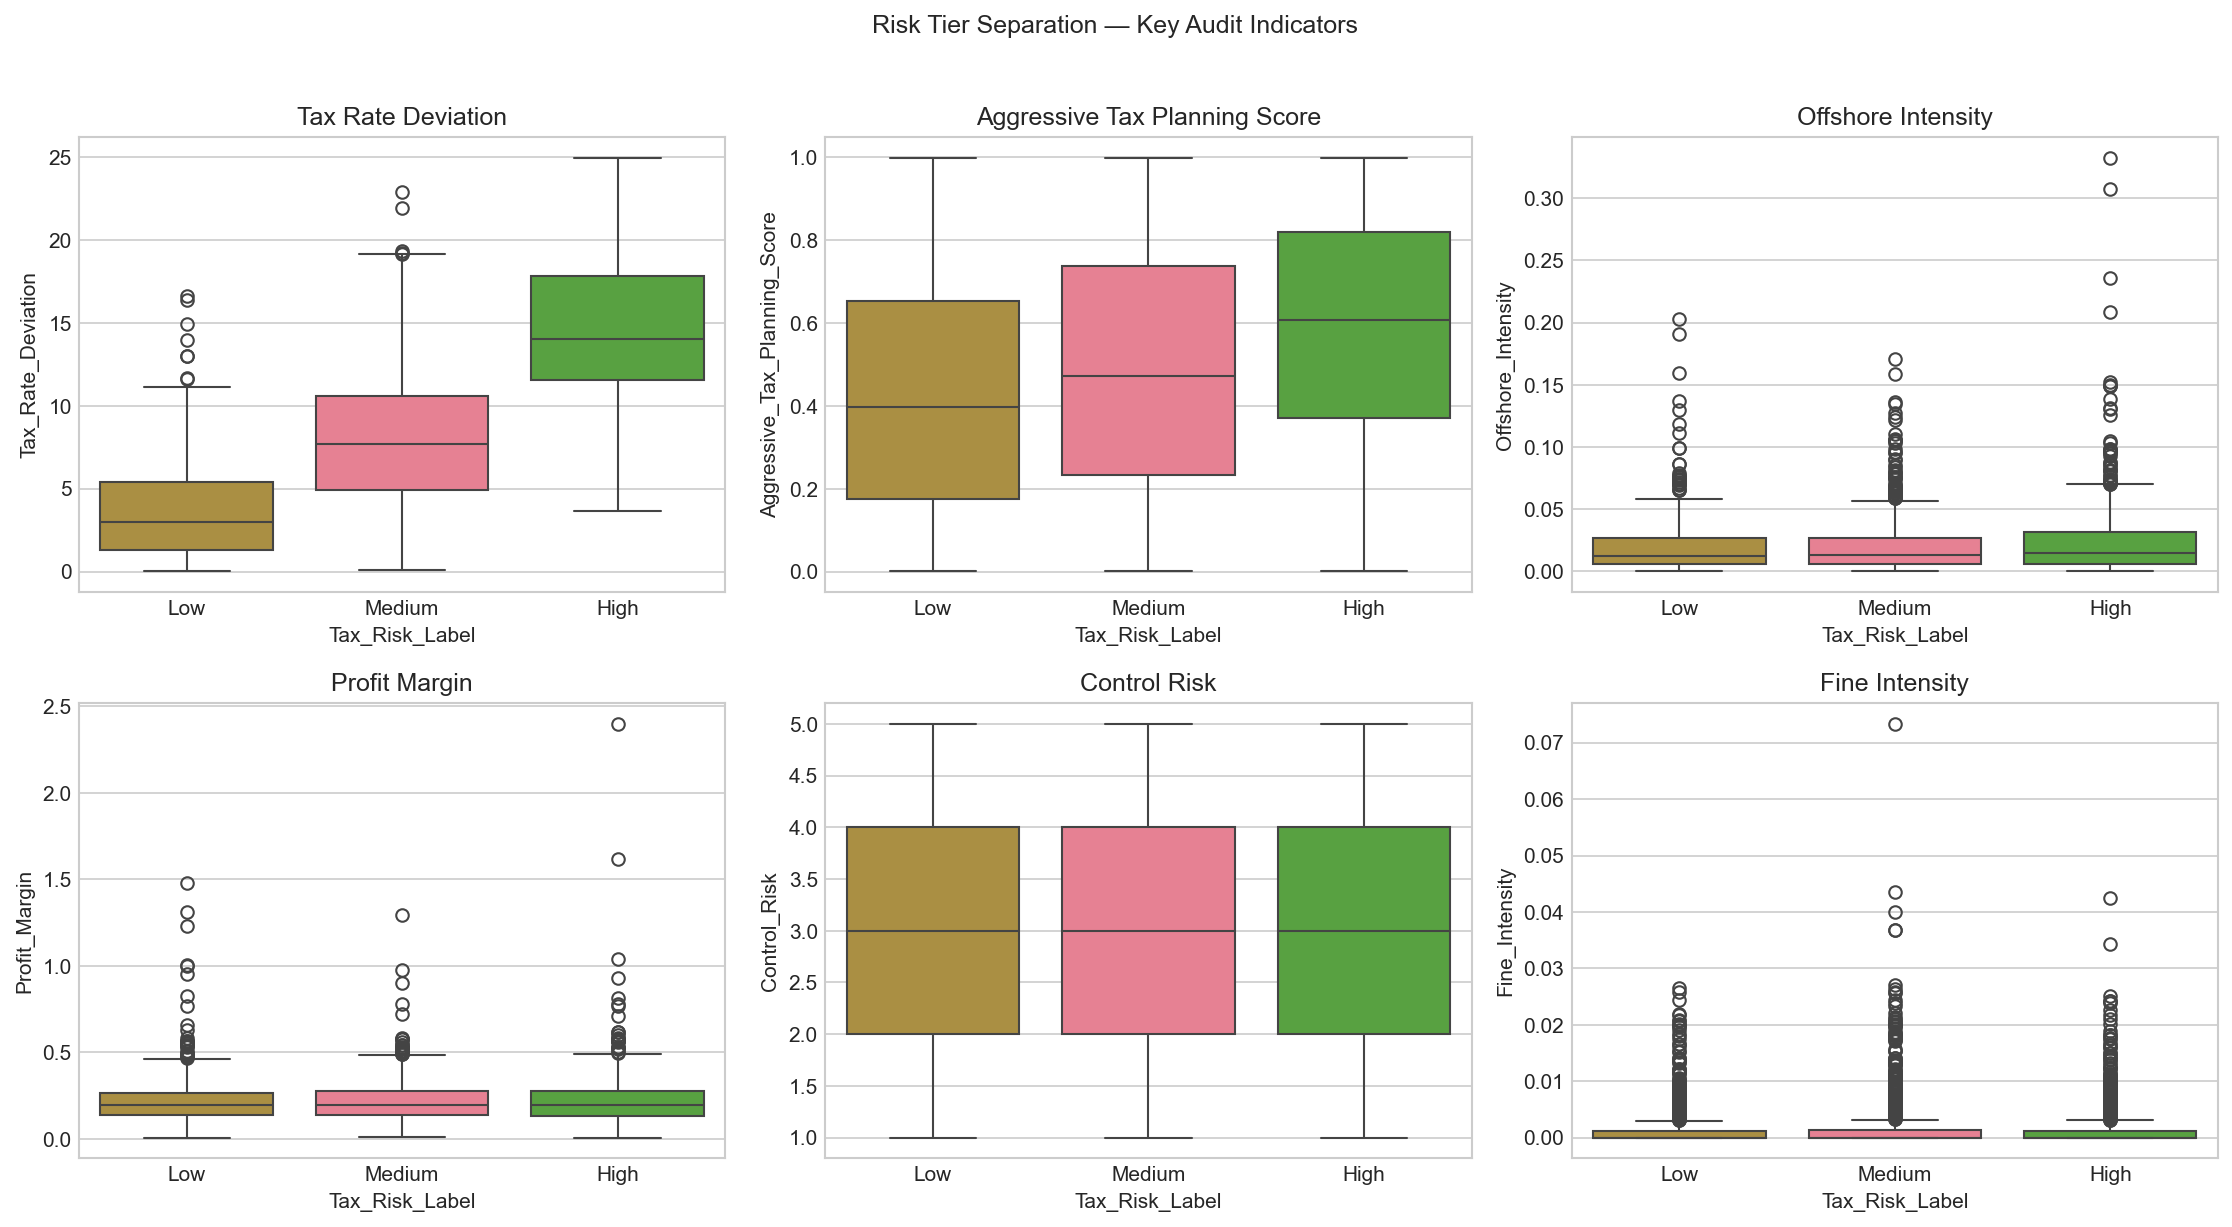 Risk Tier Separation — Key Audit Indicators
Tax Rate Deviation
Tax_Rate_Deviation
25
20
15
10
5
0
Low Medium High
Tax_Risk_Label
Aggressive Tax Planning Score
Aggressive_Tax_Planning_Score
1.0
0.8
0.6
0.4
0.2
0.0
Low Medium High
Tax_Risk_Label
Offshore Intensity
Offshore_Intensity
0.30
0.25
0.20
0.15
0.10
0.05
0.00
Low Medium High
Tax_Risk_Label
Profit Margin
Profit_Margin
2.5
2.0
1.5
1.0
0.5
0.0
Low Medium High
Tax_Risk_Label
Control Risk
Control_Risk
5.0
4.5
4.0
3.5
3.0
2.5
2.0
1.5
1.0
Low Medium High
Tax_Risk_Label
Fine Intensity
Fine_Intensity
0.07
0.06
0.05
0.04
0.03
0.02
0.01
0.00
Low Medium High
Tax_Risk_Label